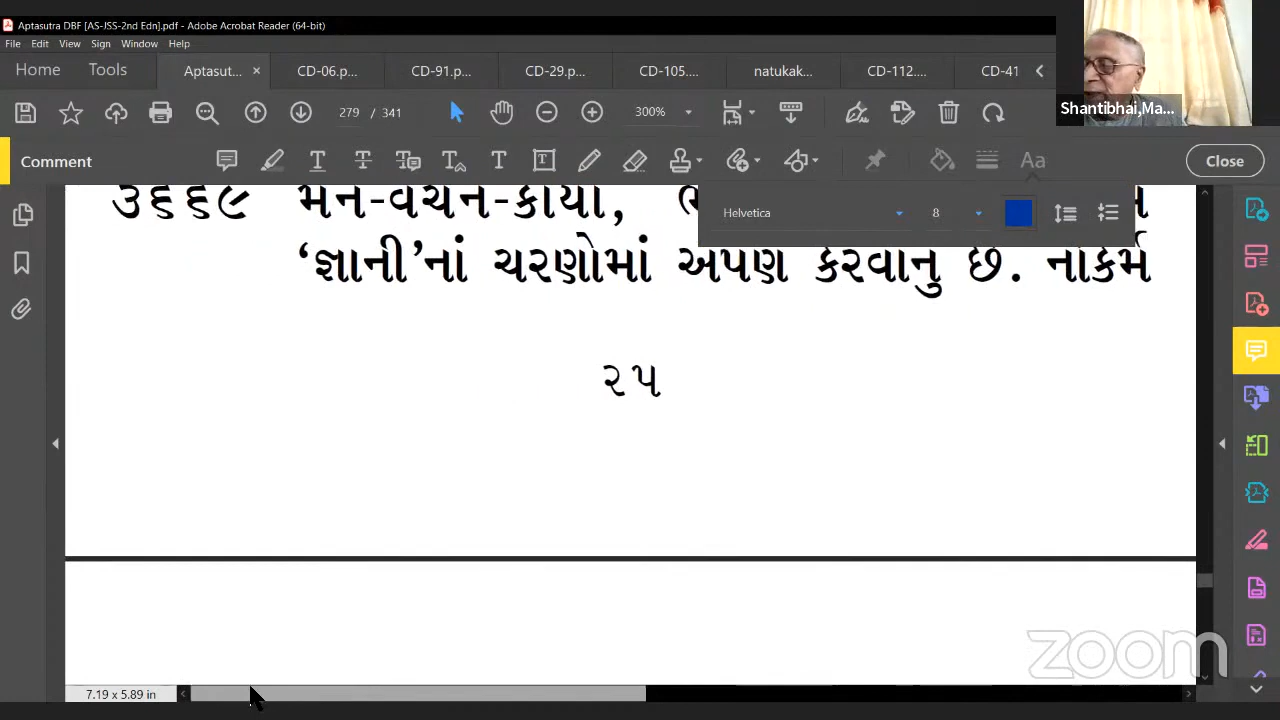 Aptasutra DBF [AS-JSS-2nd Edn].pdf - Adobe Acrobat Reader (64-bit)
File Edit View Sign Window Help
Home Tools Aptasut... × CD-06.p... CD-91.p... CD-29.p... CD-105.... natukak... CD-112.... CD-41
279 / 341 300%
Shantibhai,Ma...
Comment Close
Helvetica 8
૩૬૬૯ મન-વચન-કાયા,
‘જ્ઞાની’નાં ચરણોમાં અર્પણ કરવાનું છે. નોકર્મ
૨૫
zoom
7.19 x 5.89 in